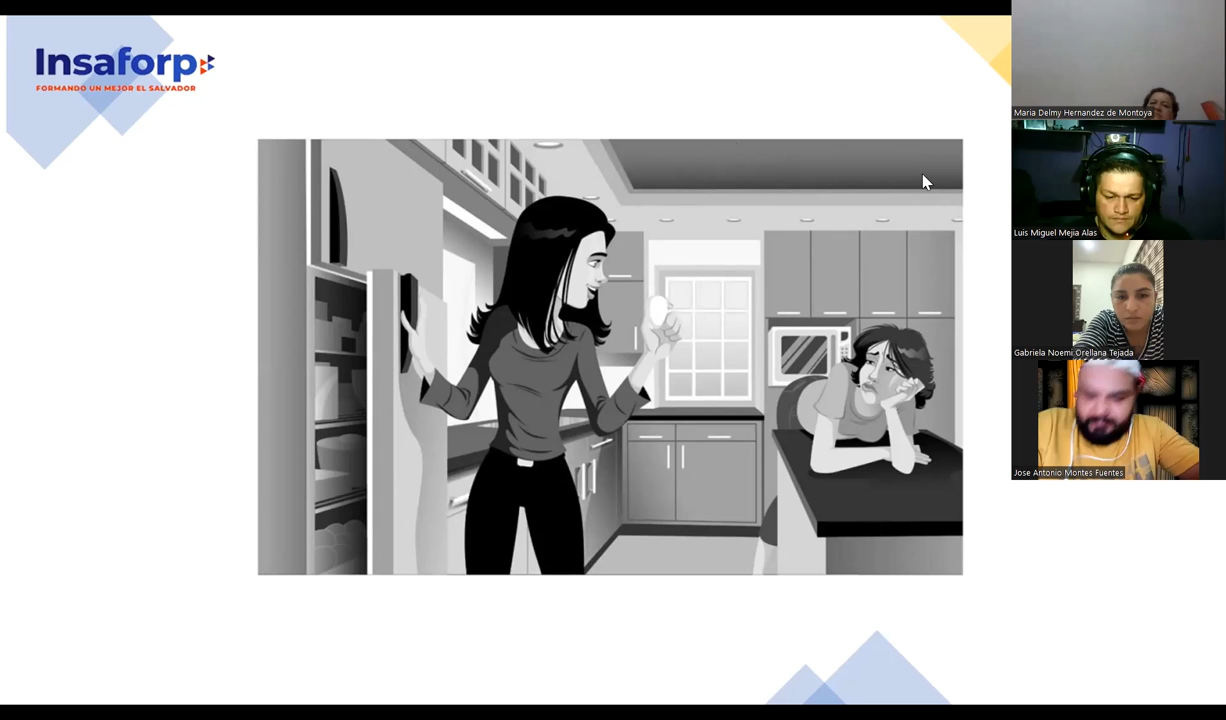 Insaforp
FORMANDO UN MEJOR EL SALVADOR
Maria Delmy Hernandez de Montoya
Luis Miguel Mejia Alas
Gabriela Noemi Orellana Tejada
Jose Antonio Montes Fuentes